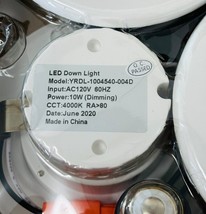 Q.C.
PASSED
LED Down Light
Model:YRDL-1004540-004D
Input:AC120V 60HZ
Power:10W (Dimming)
CCT:4000K RA>80
Date:June 2020
Made in China